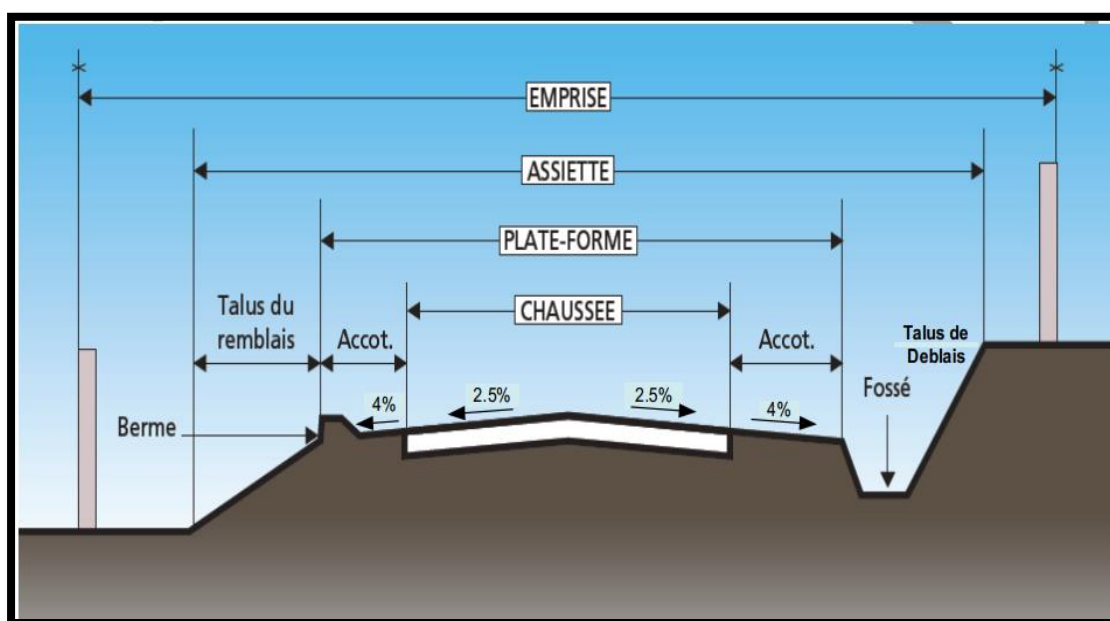 EMPRISE
ASSIETTE
PLATE-FORME
CHAUSSEE
Talus du
remblais
Accot.
Accot.
Talus de
Deblais
Fossé
4%
2.5%
2.5%
4%
Berme